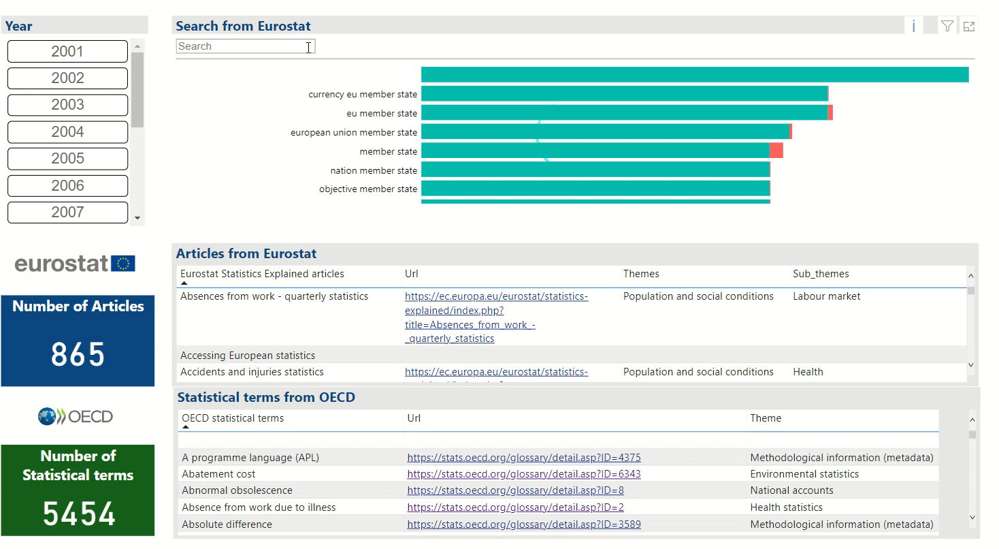 Year
2001
2002
2003
2004
2005
2006
2007
Search from Eurostat
i
Search
currency eu member state
eu member state
european union member state
member state
nation member state
objective member state
eurostat
Number of Articles
865
OECD
Number of
Statistical terms
5454
Articles from Eurostat
Eurostat Statistics Explained articles Url Themes Sub_themes
Absences from work - quarterly statistics https://ec.europa.eu/eurostat/statistics- Population and social conditions Labour market
explained/index.php?
title=Absences_from_work_-
_quarterly_statistics
Accessing European statistics
Accidents and injuries statistics https://ec.europa.eu/eurostat/statistics- Population and social conditions Health
Statistical terms from OECD
OECD statistical terms Url Theme
A programme language (APL) https://stats.oecd.org/glossary/detail.asp?ID=4375 Methodological information (metadata)
Abatement cost https://stats.oecd.org/glossary/detail.asp?ID=6343 Environmental statistics
Abnormal obsolescence https://stats.oecd.org/glossary/detail.asp?ID=8 National accounts
Absence from work due to illness https://stats.oecd.org/glossary/detail.asp?ID=2 Health statistics
Absolute difference https://stats.oecd.org/glossary/detail.asp?ID=3589 Methodological information (metadata)